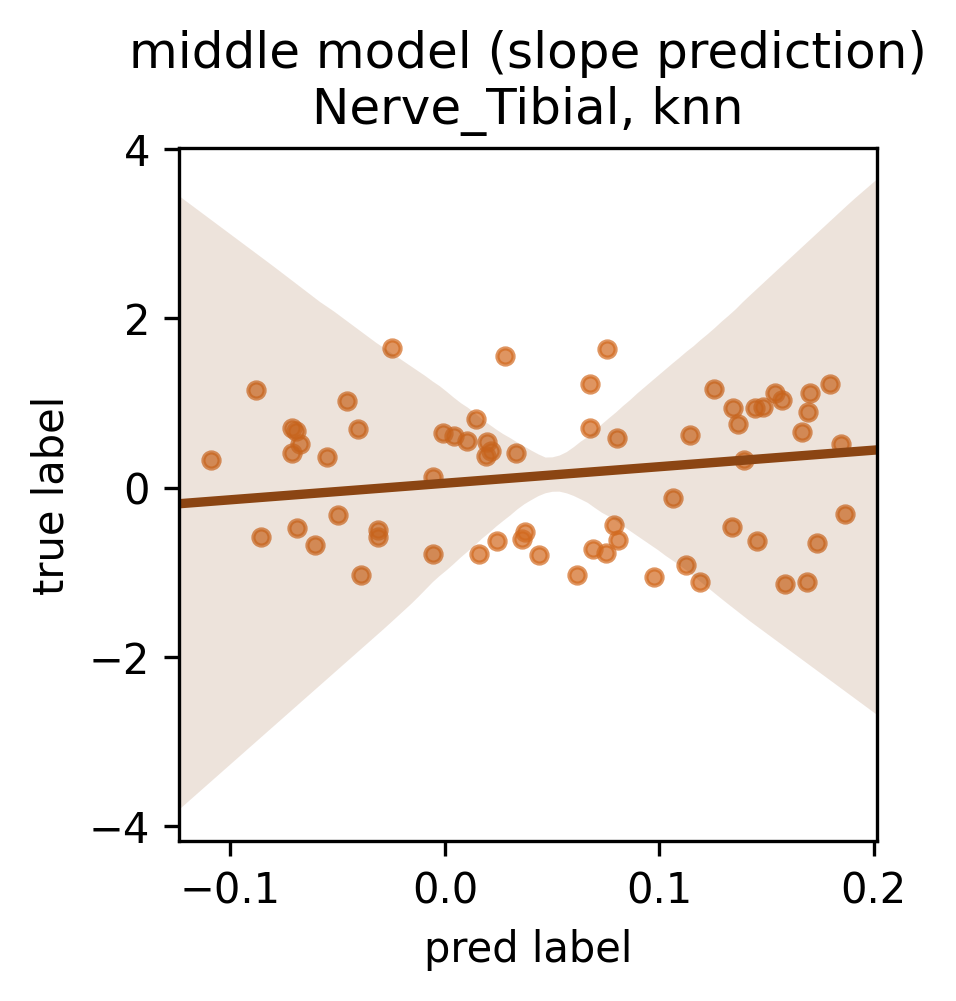 middle model (slope prediction)
Nerve_Tibial, knn
4
2
0
−2
−4
true label
−0.1
0.0
0.1
0.2
pred label